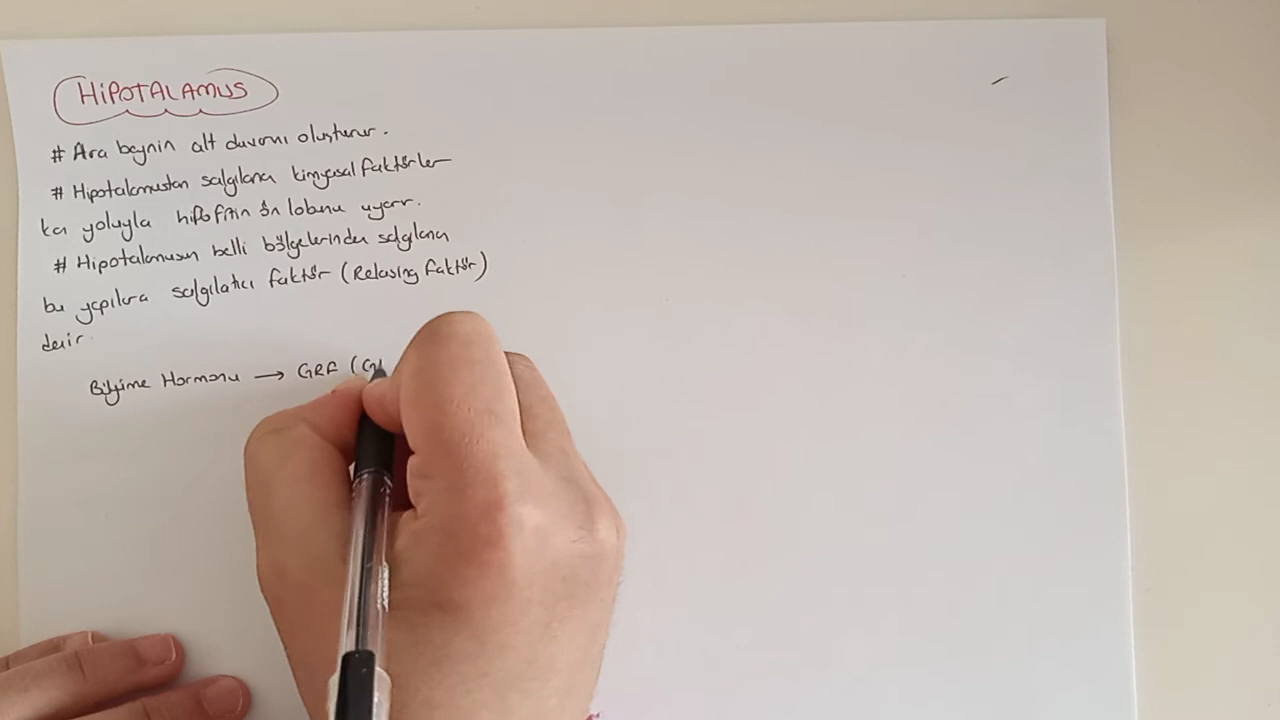 HİPOTALAMUS
# Ara beynin alt duvarını oluşturur.
# Hipotalamustan salgılanan kimyasal faktörler
kan yoluyla hipofizin ön lobunu uyarır.
# Hipotalamusun belli bölgelerinden salgılanan
bu yapılara salgılatıcı faktör (Relasing faktör)
denir.
Büyüme Hormonu → GRF (